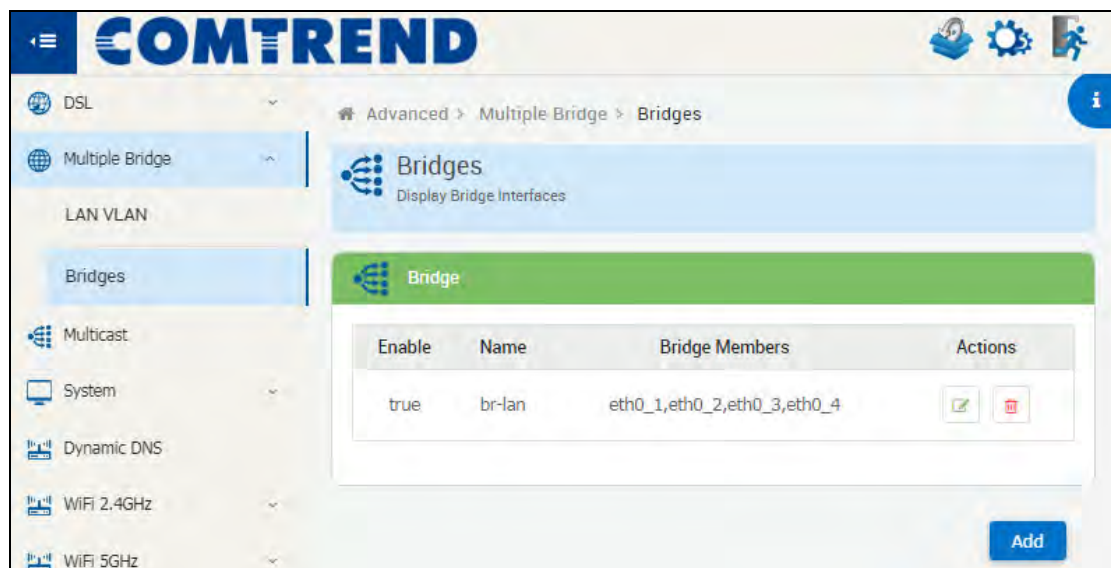 COMTREND
DSL
Multiple Bridge
LAN VLAN
Bridges
Multicast
System
Dynamic DNS
WiFi 2.4GHz
WiFi 5GHz
i
Advanced > Multiple Bridge > Bridges
Bridges
Display Bridge Interfaces
Bridge
Enable Name Bridge Members Actions
true br-lan eth0_1,eth0_2,eth0_3,eth0_4
Add